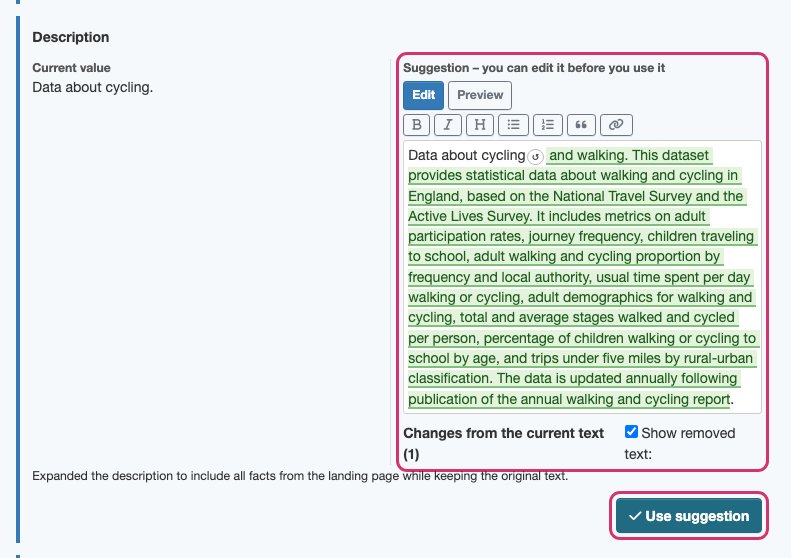 Description
Current value
Data about cycling.
Suggestion – you can edit it before you use it
Edit
Preview
B I H
Data about cycling and walking. This dataset
provides statistical data about walking and cycling in
England, based on the National Travel Survey and the
Active Lives Survey. It includes metrics on adult
participation rates, journey frequency, children traveling
to school, adult walking and cycling proportion by
frequency and local authority, usual time spent per day
walking or cycling, adult demographics for walking and
cycling, total and average stages walked and cycled
per person, percentage of children walking or cycling to
school by age, and trips under five miles by rural-urban
classification. The data is updated annually following
publication of the annual walking and cycling report.
Changes from the current text
(1)
Show removed
text:
Expanded the description to include all facts from the landing page while keeping the original text.
Use suggestion